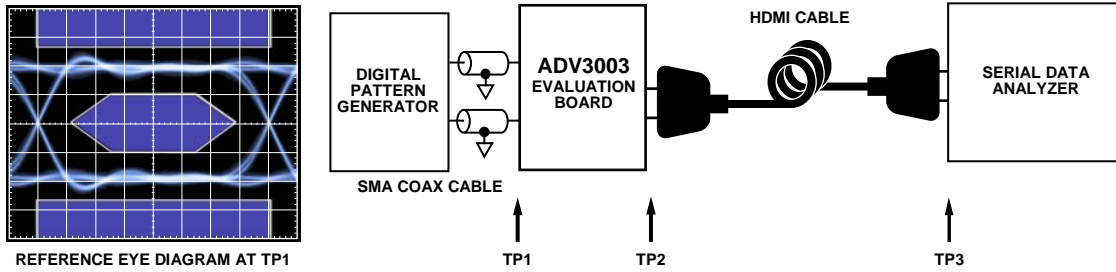 REFERENCE EYE DIAGRAM AT TP1
DIGITAL
PATTERN
GENERATOR
SMA COAX CABLE
ADV3003
EVALUATION
BOARD
HDMI CABLE
SERIAL DATA
ANALYZER
TP1
TP2
TP3